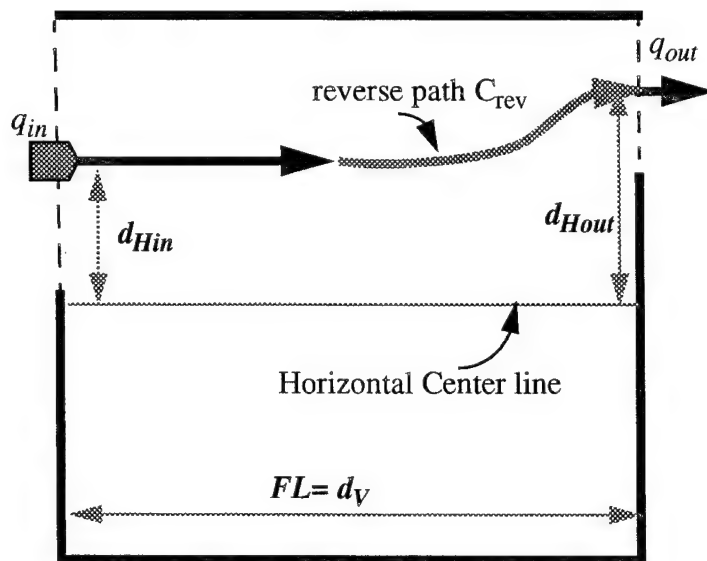 q_out
reverse path C_rev
q_in
d_Hin
d_Hout
Horizontal Center line
FL= d_V